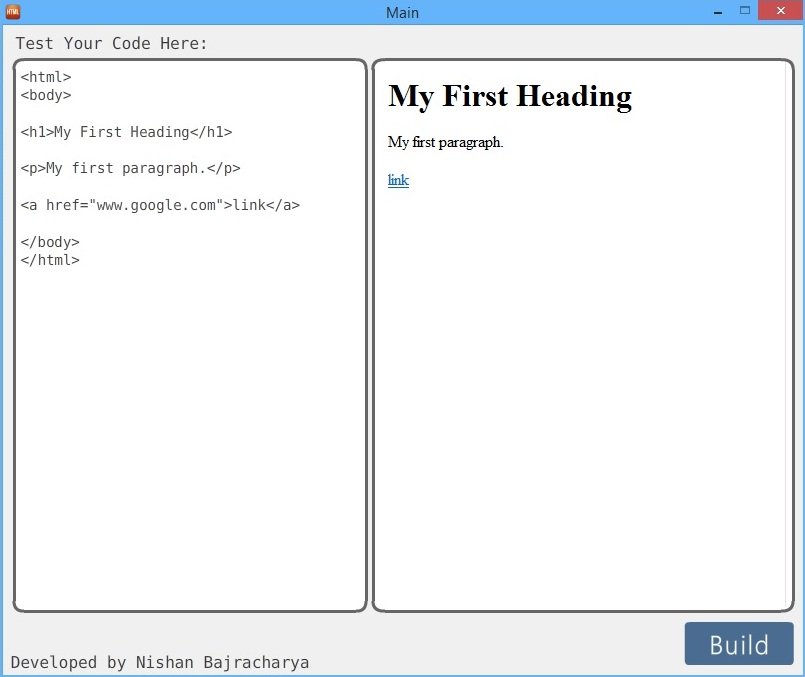 HTML
Main
Test Your Code Here:
<html>
<body>
<h1>My First Heading</h1>
<p>My first paragraph.</p>
<a href="www.google.com">link</a>
</body>
</html>
My First Heading
My first paragraph.
link
Build
Developed by Nishan Bajracharya